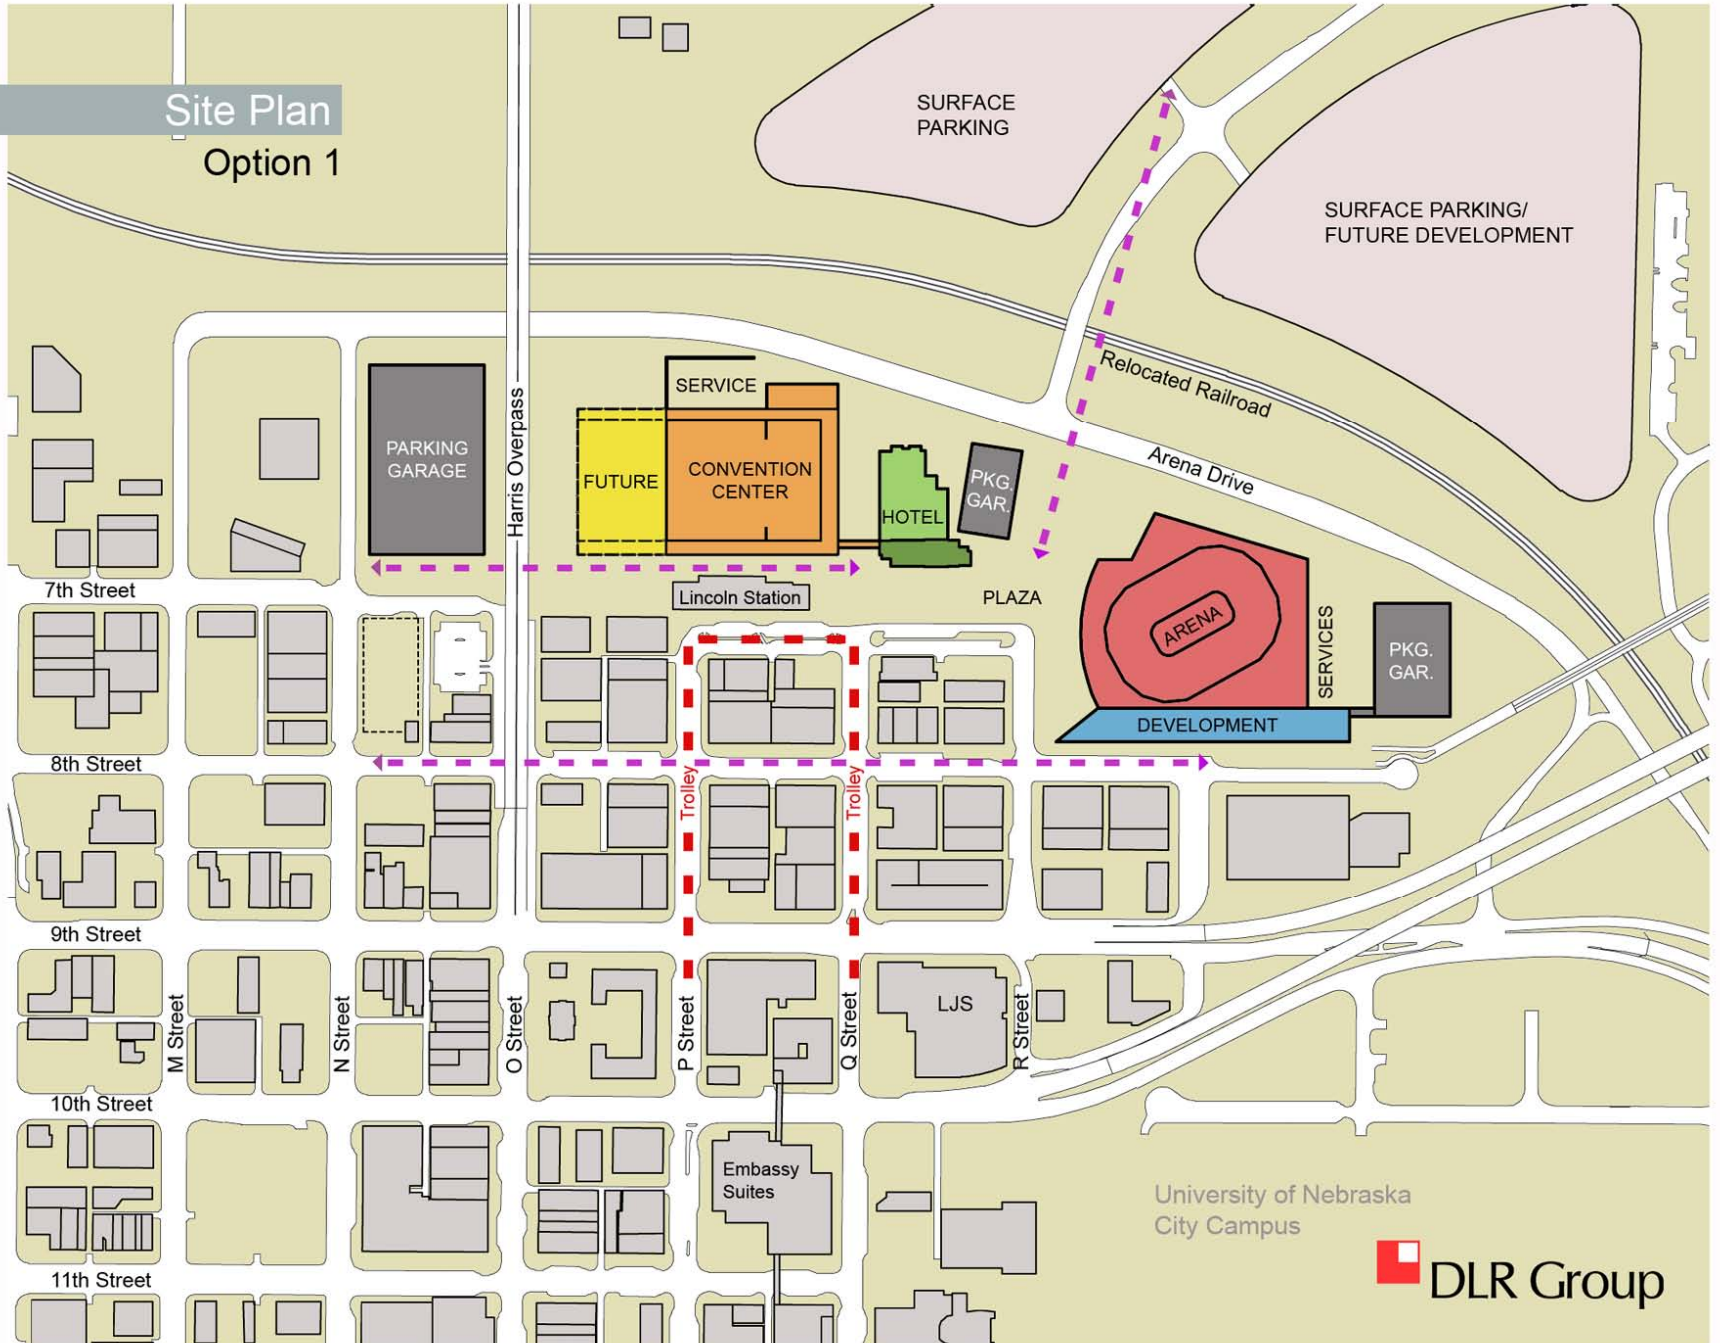 Site Plan
Option 1
SURFACE
PARKING
SURFACE PARKING/
FUTURE DEVELOPMENT
Relocated Railroad
Arena Drive
Harris Overpass
PARKING
GARAGE
SERVICE
FUTURE
CONVENTION
CENTER
HOTEL
PKG.
GAR.
7th Street
Lincoln Station
PLAZA
ARENA
SERVICES
PKG.
GAR.
DEVELOPMENT
8th Street
Trolley
Trolley
9th Street
M Street
N Street
O Street
P Street
Q Street
LJS
R Street
10th Street
Embassy
Suites
University of Nebraska
City Campus
11th Street
DLR Group